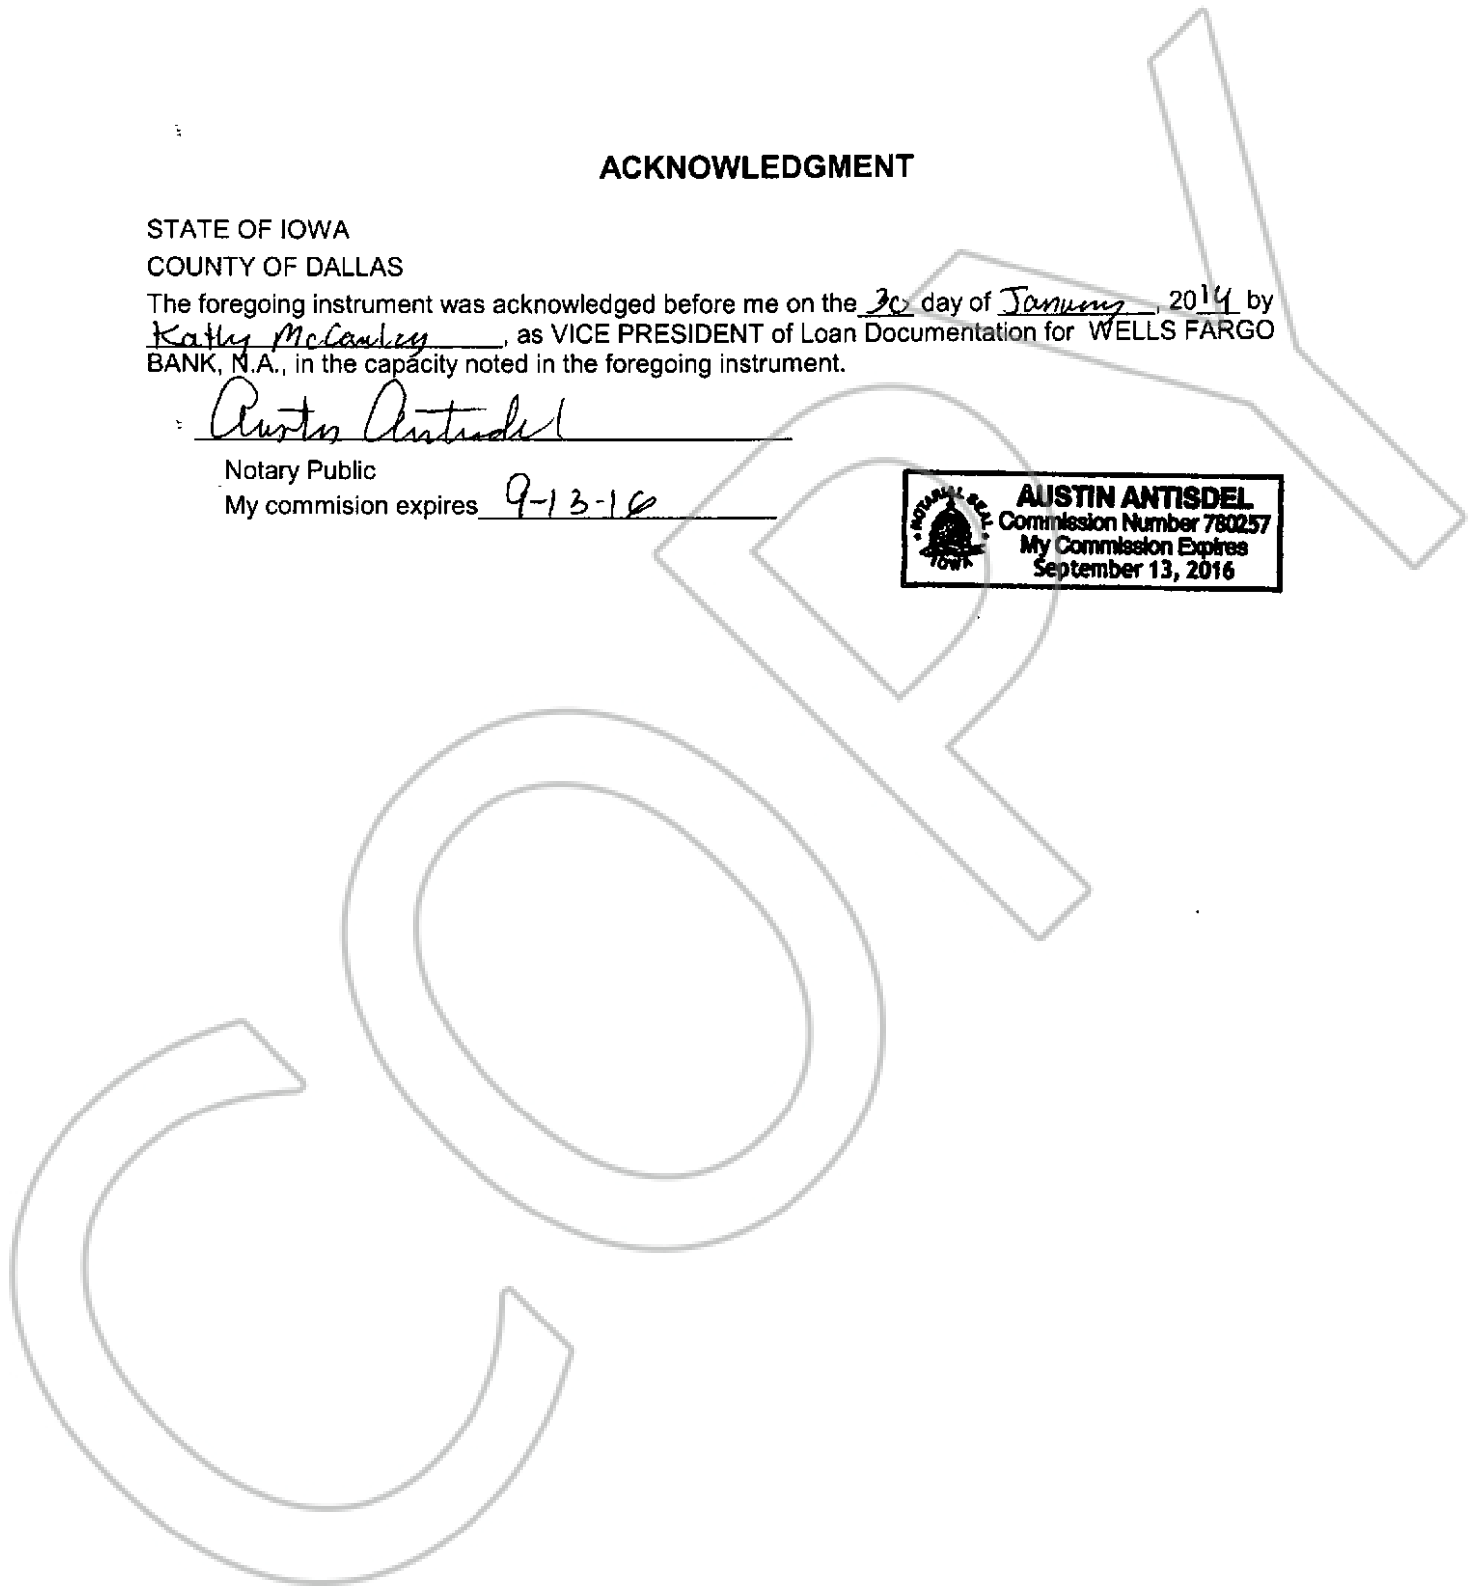 ACKNOWLEDGMENT
STATE OF IOWA
COUNTY OF DALLAS
The foregoing instrument was acknowledged before me on the 30 day of January, 2014 by
Kathy McCauley, as VICE PRESIDENT of Loan Documentation for WELLS FARGO
BANK, N.A., in the capacity noted in the foregoing instrument.
Austin Antisdel
Notary Public
My commision expires 9-13-16
NOTARIAL SEAL
IOWA
AUSTIN ANTISDEL
Commission Number 780257
My Commission Expires
September 13, 2016
COPY